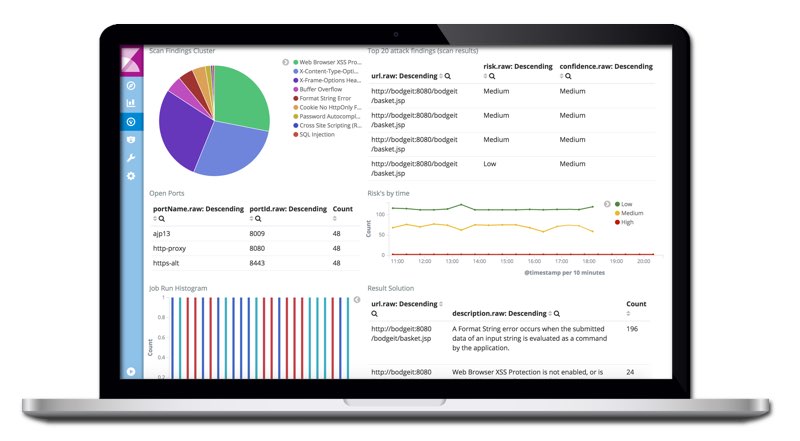 Scan Findings Cluster
Web Browser XSS Pro...
X-Content-Type-Opti...
X-Frame-Options Hea...
Buffer Overflow
Format String Error
Cookie No HttpOnly F...
Password Autocompl...
Cross Site Scripting (R...
SQL Injection
Top 20 attack findings (scan results)
url.raw: Descending
risk.raw: Descending
confidence.raw: Descending
http://bodgeit:8080/bodgeit
/basket.jsp
Medium
Medium
http://bodgeit:8080/bodgeit
/basket.jsp
Medium
Medium
http://bodgeit:8080/bodgeit
/basket.jsp
Medium
Medium
http://bodgeit:8080/bodgeit
/basket.jsp
Low
Medium
Open Ports
portName.raw: Descending
portId.raw: Descending
Count
ajp13 8009 48
http-proxy 8080 48
https-alt 8443 48
Risk's by time
Count
100
50
0
11:00 12:00 13:00 14:00 15:00 16:00 17:00 18:00 19:00 20:00
@timestamp per 10 minutes
Low
Medium
High
Job Run Histogram
Count
1
0.8
0.6
0.4
0.2
Result Solution
url.raw: Descending
description.raw: Descending
Count
http://bodgeit:8080
/bodgeit/basket.jsp
A Format String error occurs when the submitted
data of an input string is evaluated as a command
by the application.
196
http://bodgeit:8080
Web Browser XSS Protection is not enabled, or is
24